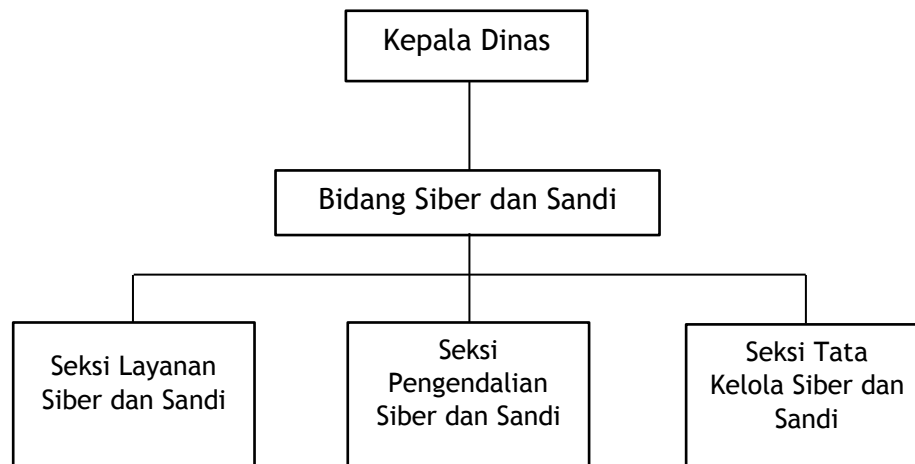 Kepala Dinas
Bidang Siber dan Sandi
Seksi Layanan
Siber dan Sandi
Seksi
Pengendalian
Siber dan Sandi
Seksi Tata
Kelola Siber dan
Sandi